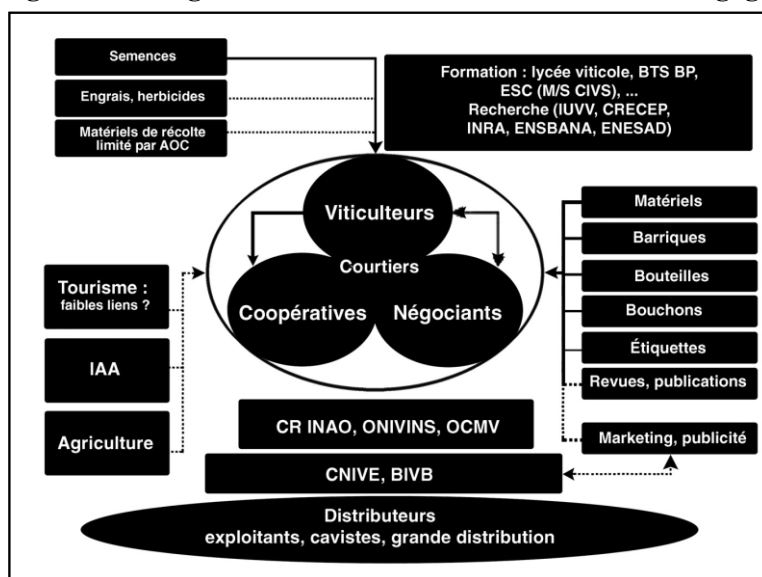 Semences
Engrais, herbicides
Matériels de récolte
limité par AOC
Formation : lycée viticole, BTS BP,
ESC (M/S CIVS), ...
Recherche (IUVV, CRECEP,
INRA, ENSBANA, ENESAD)
Viticulteurs
Courtiers
Coopératives
Négociants
Tourisme :
faibles liens ?
IAA
Agriculture
Matériels
Barriques
Bouteilles
Bouchons
Étiquettes
Revues, publications
Marketing, publicité
CR INAO, ONIVINS, OCMV
CNIVE, BIVB
Distributeurs
exploitants, cavistes, grande distribution